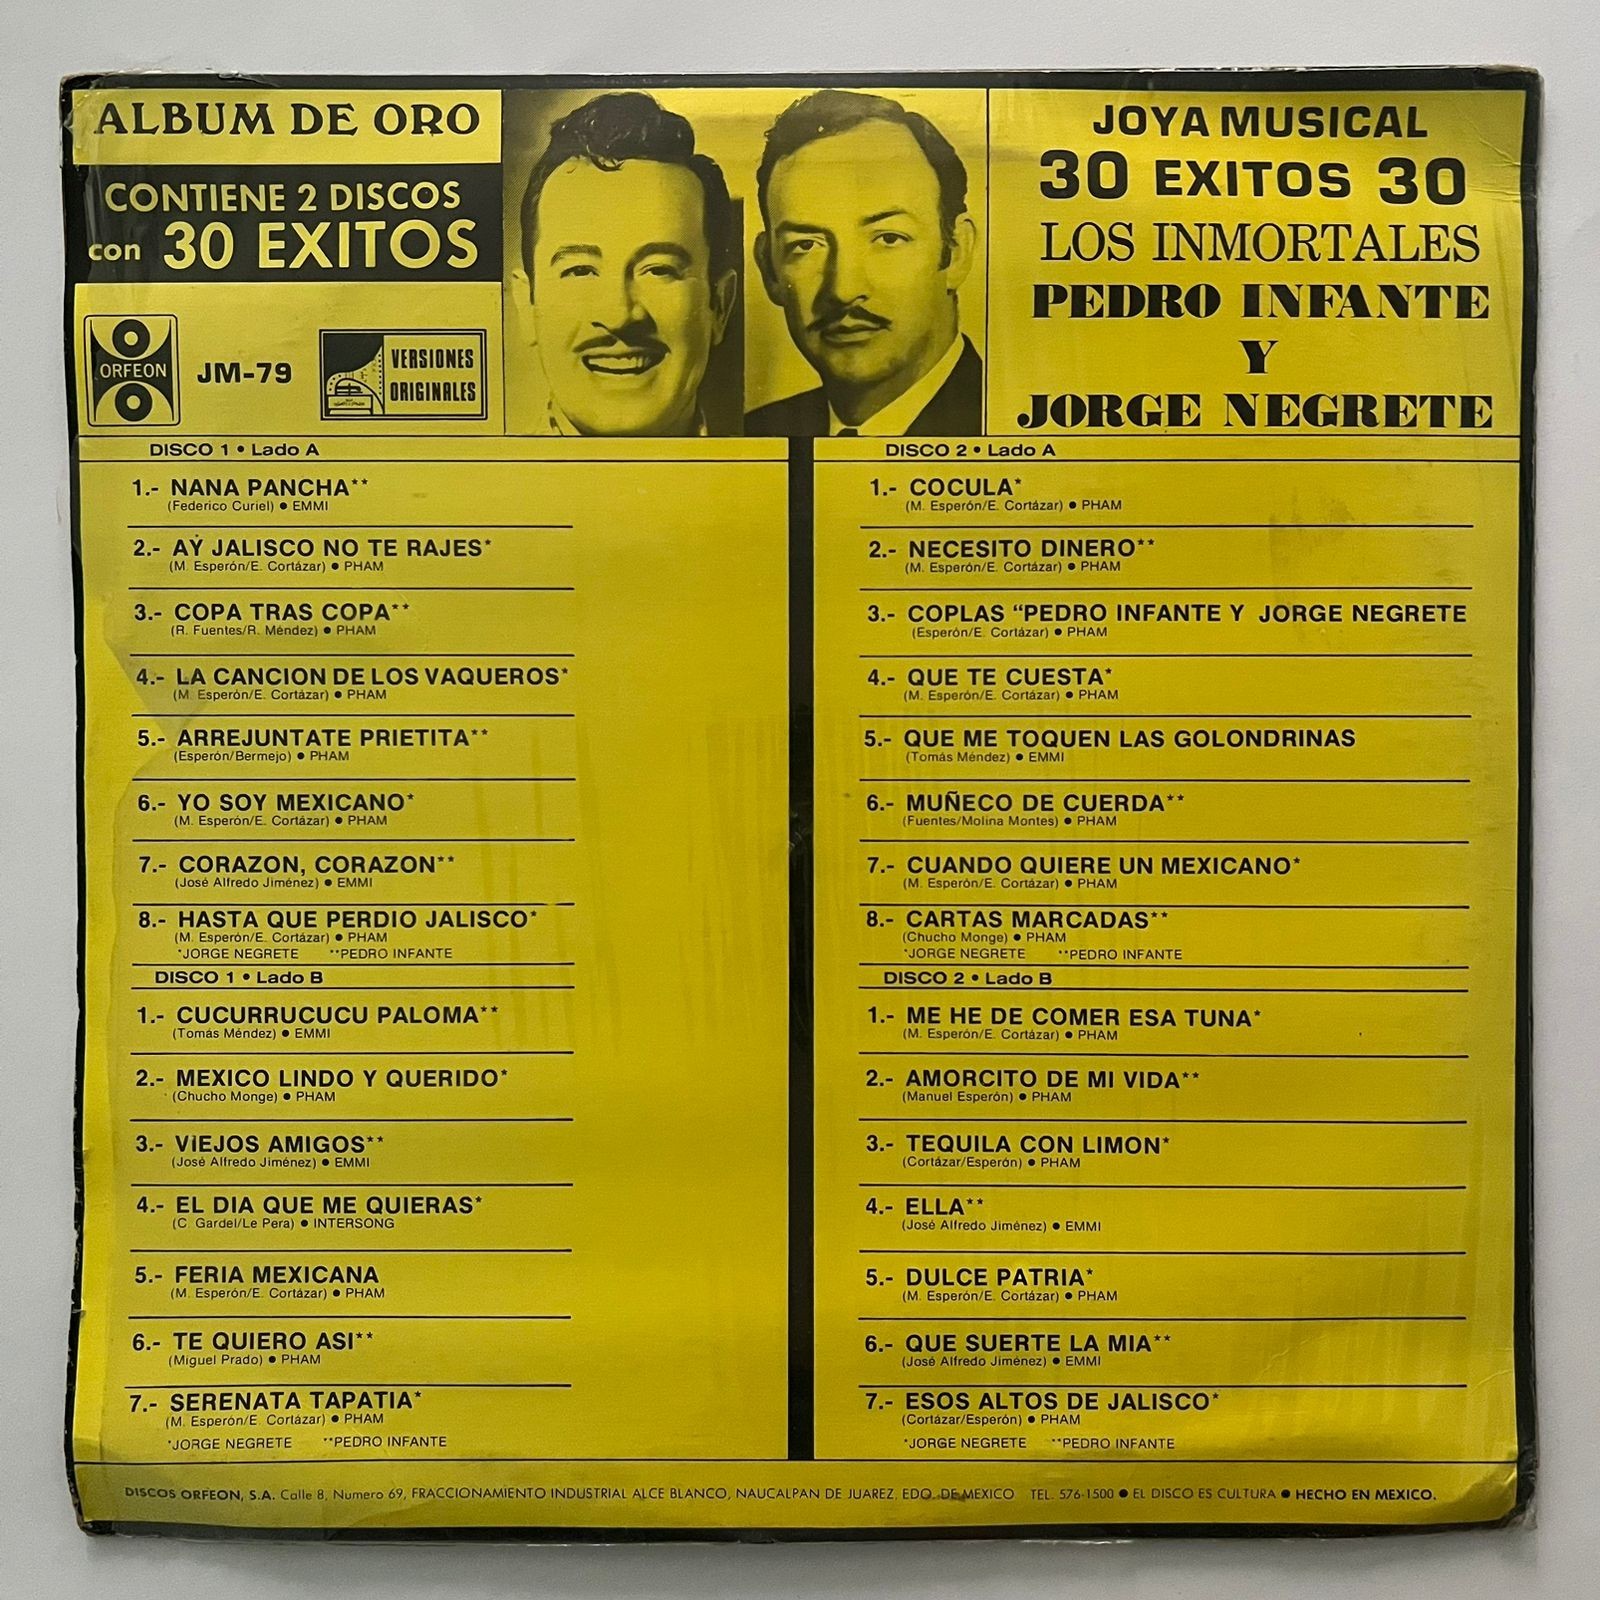 ALBUM DE ORO
CONTIENE 2 DISCOS
con 30 EXITOS
ORFEON
JM-79
VERSIONES
ORIGINALES
JOYA MUSICAL
30 EXITOS 30
LOS INMORTALES
PEDRO INFANTE
Y
JORGE NEGRETE
DISCO 1 • Lado A
1.- NANA PANCHA**
(Federico Curiel) ● EMMI
2.- AY JALISCO NO TE RAJES*
(M. Esperón/E. Cortázar) ● PHAM
3.- COPA TRAS COPA**
(R. Fuentes/R. Méndez) ● PHAM
4.- LA CANCION DE LOS VAQUEROS*
(M. Esperón/E. Cortázar) ● PHAM
5.- ARREJUNTATE PRIETITA**
(Esperón/Bermejo) ● PHAM
6.- YO SOY MEXICANO*
(M. Esperón/E. Cortázar) ● PHAM
7.- CORAZON, CORAZON**
(José Alfredo Jiménez) ● EMMI
8.- HASTA QUE PERDIO JALISCO*
(M. Esperón/E. Cortázar) ● PHAM
*JORGE NEGRETE **PEDRO INFANTE
DISCO 1 • Lado B
1.- CUCURRUCUCU PALOMA**
(Tomás Méndez) ● EMMI
2.- MEXICO LINDO Y QUERIDO*
(Chucho Monge) ● PHAM
3.- VIEJOS AMIGOS**
(José Alfredo Jiménez) ● EMMI
4.- EL DIA QUE ME QUIERAS*
(C. Gardel/Le Pera) ● INTERSONG
5.- FERIA MEXICANA
(M. Esperón/E. Cortázar) ● PHAM
6.- TE QUIERO ASI**
(Miguel Prado) ● PHAM
7.- SERENATA TAPATIA*
(M. Esperón/E. Cortázar) ● PHAM
*JORGE NEGRETE **PEDRO INFANTE
DISCO 2 • Lado A
1.- COCULA*
(M. Esperón/E. Cortázar) ● PHAM
2.- NECESITO DINERO**
(M. Esperón/E. Cortázar) ● PHAM
3.- COPLAS “PEDRO INFANTE Y JORGE NEGRETE
(Esperón/E. Cortázar) ● PHAM
4.- QUE TE CUESTA*
(M. Esperón/E. Cortázar) ● PHAM
5.- QUE ME TOQUEN LAS GOLONDRINAS
(Tomás Méndez) ● EMMI
6.- MUÑECO DE CUERDA**
(Fuentes/Molina Montes) ● PHAM
7.- CUANDO QUIERE UN MEXICANO*
(M. Esperón/E. Cortázar) ● PHAM
8.- CARTAS MARCADAS**
(Chucho Monge) ● PHAM
*JORGE NEGRETE **PEDRO INFANTE
DISCO 2 • Lado B
1.- ME HE DE COMER ESA TUNA*
(M. Esperón/E. Cortázar) ● PHAM
2.- AMORCITO DE MI VIDA**
(Manuel Esperón) ● PHAM
3.- TEQUILA CON LIMON*
(Cortázar/Esperón) ● PHAM
4.- ELLA**
(José Alfredo Jiménez) ● EMMI
5.- DULCE PATRIA*
(M. Esperón/E. Cortázar) ● PHAM
6.- QUE SUERTE LA MIA**
(José Alfredo Jiménez) ● EMMI
7.- ESOS ALTOS DE JALISCO*
(Cortázar/Esperón) ● PHAM
*JORGE NEGRETE **PEDRO INFANTE
DISCOS ORFEON, S.A. Calle 8, Numero 69, FRACCIONAMIENTO INDUSTRIAL ALCE BLANCO, NAUCALPAN DE JUAREZ, EDO. DE MEXICO TEL. 576-1500 ● EL DISCO ES CULTURA ● HECHO EN MEXICO.